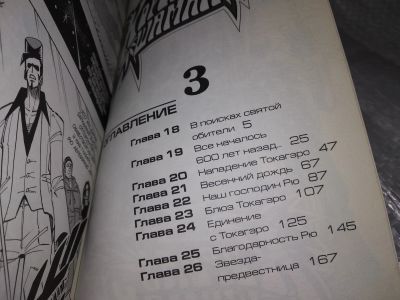 3
ОГЛАВЛЕНИЕ
Глава 18 В поисках святой
обители 5
Глава 19 Все началось
600 лет назад.. 25
Глава 20 Нападение Токагаро 47
Глава 21 Весенний дождь 67
Глава 22 Наш господин Рю 87
Глава 23 Блюз Токагаро 107
Глава 24 Единение
с Токагаро 125
Глава 25 Благодарность Рю 145
Глава 26 Звезда-
предвестница 167